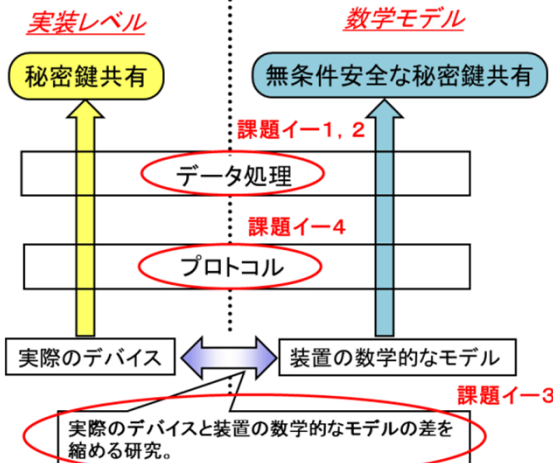 実装レベル
数学モデル
秘密鍵共有
無条件安全な秘密鍵共有
課題イー1，2
データ処理
課題イー4
プロトコル
実際のデバイス
装置の数学的なモデル
課題イー3
実際のデバイスと装置の数学的なモデルの差を
縮める研究。